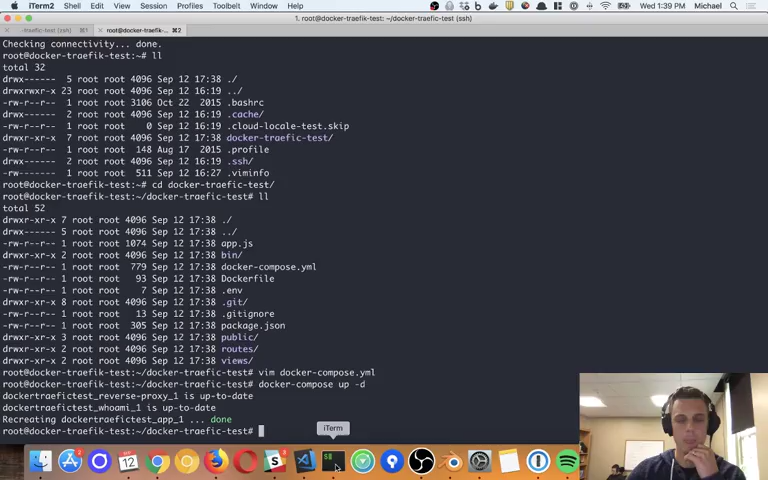 iTerm2 Shell Edit View Session Profiles Toolbelt Window Help Wed 1:39 PM Michael
1. root@docker-traefik-test: ~/docker-traefic-test (ssh)
-traefic-test (ssh) ⌘1 root@docker-traefik-... ⌘2
Checking connectivity... done.
root@docker-traefik-test:~# ll
total 32
drwx------ 5 root root 4096 Sep 12 17:38 ./
drwxrwxr-x 23 root root 4096 Sep 12 16:19 ../
-rw-r--r-- 1 root root 3106 Oct 22 2015 .bashrc
drwx------ 2 root root 4096 Sep 12 16:19 .cache/
-rw-r--r-- 1 root root 0 Sep 12 16:19 .cloud-locale-test.skip
drwxr-xr-x 7 root root 4096 Sep 12 17:38 docker-traefic-test/
-rw-r--r-- 1 root root 148 Aug 17 2015 .profile
drwx------ 2 root root 4096 Sep 12 16:19 .ssh/
-rw------- 1 root root 511 Sep 12 16:27 .viminfo
root@docker-traefik-test:~# cd docker-traefic-test/
root@docker-traefik-test:~/docker-traefic-test# ll
total 52
drwxr-xr-x 7 root root 4096 Sep 12 17:38 ./
drwx------ 5 root root 4096 Sep 12 17:38 ../
-rw-r--r-- 1 root root 1074 Sep 12 17:38 app.js
drwxr-xr-x 2 root root 4096 Sep 12 17:38 bin/
-rw-r--r-- 1 root root 779 Sep 12 17:38 docker-compose.yml
-rw-r--r-- 1 root root 93 Sep 12 17:38 Dockerfile
-rw-r--r-- 1 root root 7 Sep 12 17:38 .env
drwxr-xr-x 8 root root 4096 Sep 12 17:38 .git/
-rw-r--r-- 1 root root 13 Sep 12 17:38 .gitignore
-rw-r--r-- 1 root root 305 Sep 12 17:38 package.json
drwxr-xr-x 3 root root 4096 Sep 12 17:38 public/
drwxr-xr-x 2 root root 4096 Sep 12 17:38 routes/
drwxr-xr-x 2 root root 4096 Sep 12 17:38 views/
root@docker-traefik-test:~/docker-traefic-test# vim docker-compose.yml
root@docker-traefik-test:~/docker-traefic-test# docker-compose up -d
dockertraefictest_reverse-proxy_1 is up-to-date
dockertraefictest_whoami_1 is up-to-date
Recreating dockertraefictest_app_1 ... done
root@docker-traefik-test:~/docker-traefic-test#
iTerm
12